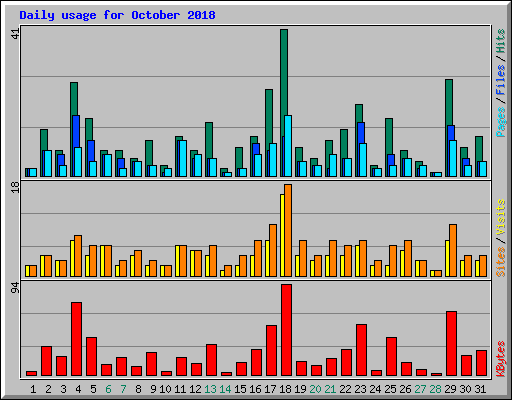 Daily usage for October 2018
41
Pages / Files / Hits
18
Sites / Visits
94
KBytes
1 2 3 4 5 6 7 8 9 10 11 12 13 14 15 16 17 18 19 20 21 22 23 24 25 26 27 28 29 30 31